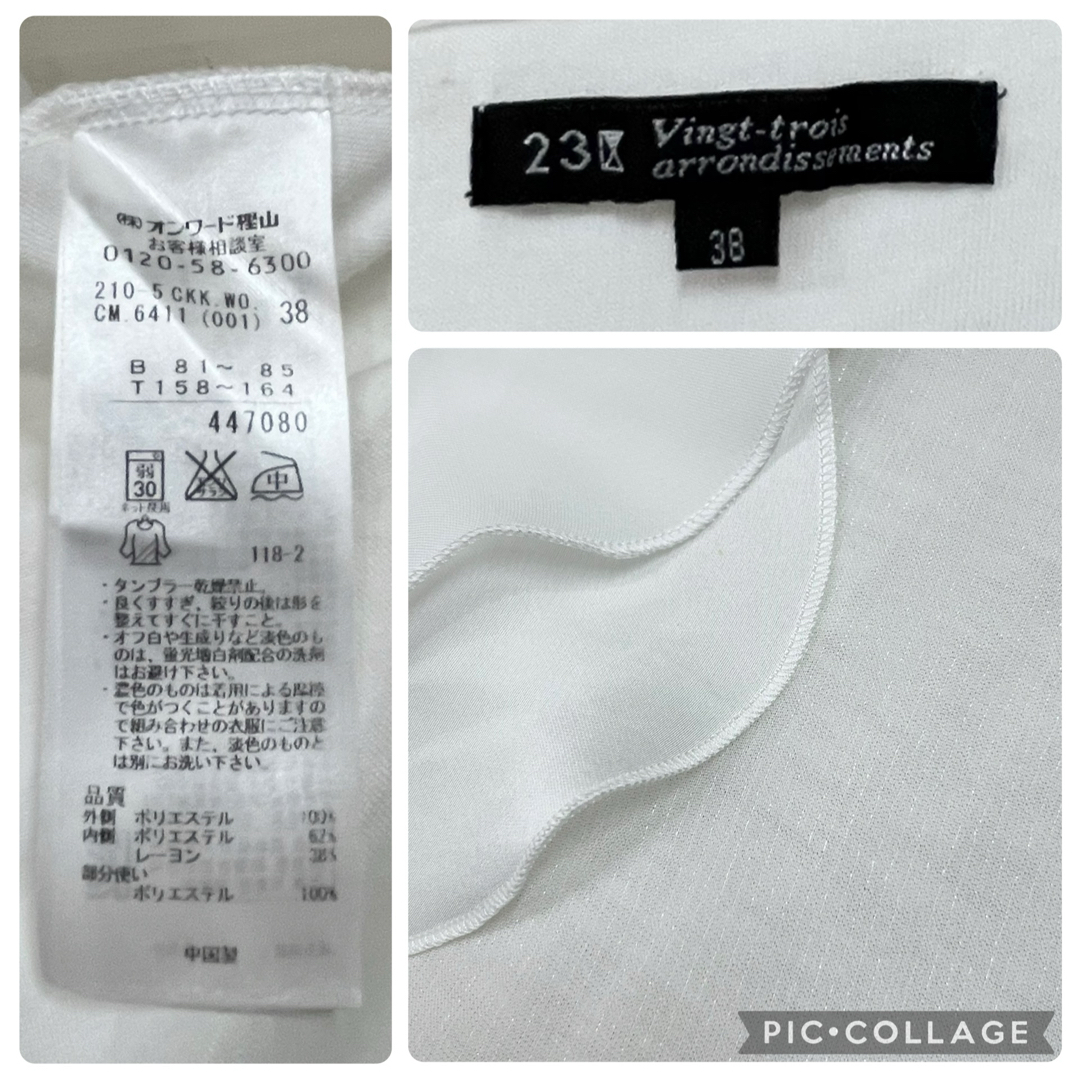 (株)オンワード樫山
お客様相談室
0120-58-6300
210-5 CKK.WO.
CM.6411 (001) 38
B 81~ 85
T158~164
447080
弱
30
ネット使用
中
118-2
・タンブラー乾燥禁止。
・良くすすぎ、絞りの後は形を
整えてすぐに干すこと。
・オフ白や生成りなど淡色のも
のは、蛍光増白剤配合の洗剤
はお避け下さい。
・濃色のものは着用による摩擦
で色がつくことがありますの
で組み合わせの衣服にご注意
下さい。また、淡色のものと
は別にお洗い下さい。
品質
外側 ポリエステル 100%
内側 ポリエステル 62%
レーヨン 38%
部分使い
ポリエステル 100%
中国製
23区 Vingt-trois
arrondissements
38
PIC•COLLAGE